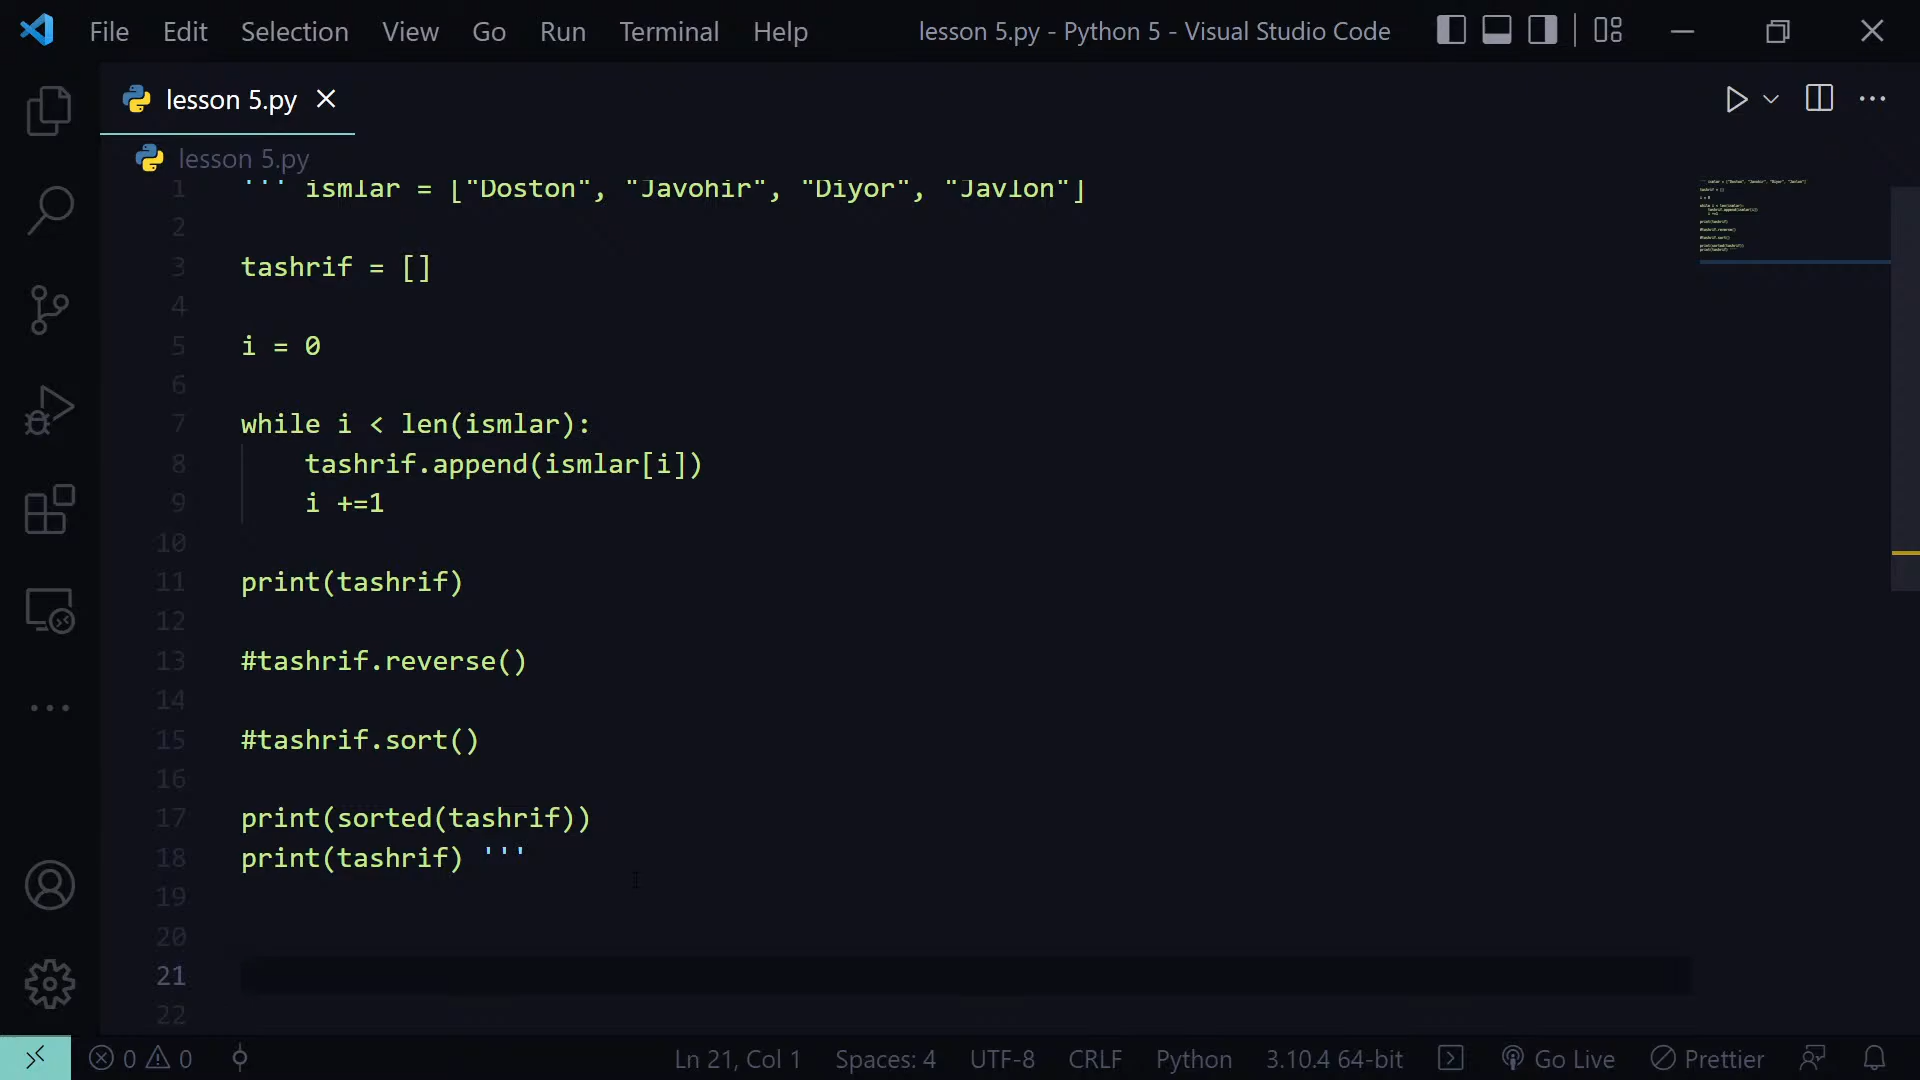 File Edit Selection View Go Run Terminal Help lesson 5.py - Python 5 - Visual Studio Code
lesson 5.py
lesson 5.py
1 ''' ismlar = ["Doston", "Javohir", "Diyor", "Javlon"]
2
3 tashrif = []
4
5 i = 0
6
7 while i < len(ismlar):
8 tashrif.append(ismlar[i])
9 i +=1
10
11 print(tashrif)
12
13 #tashrif.reverse()
14
15 #tashrif.sort()
16
17 print(sorted(tashrif))
18 print(tashrif) '''
19
20
21
22
0 0 Ln 21, Col 1 Spaces: 4 UTF-8 CRLF Python 3.10.4 64-bit Go Live Prettier